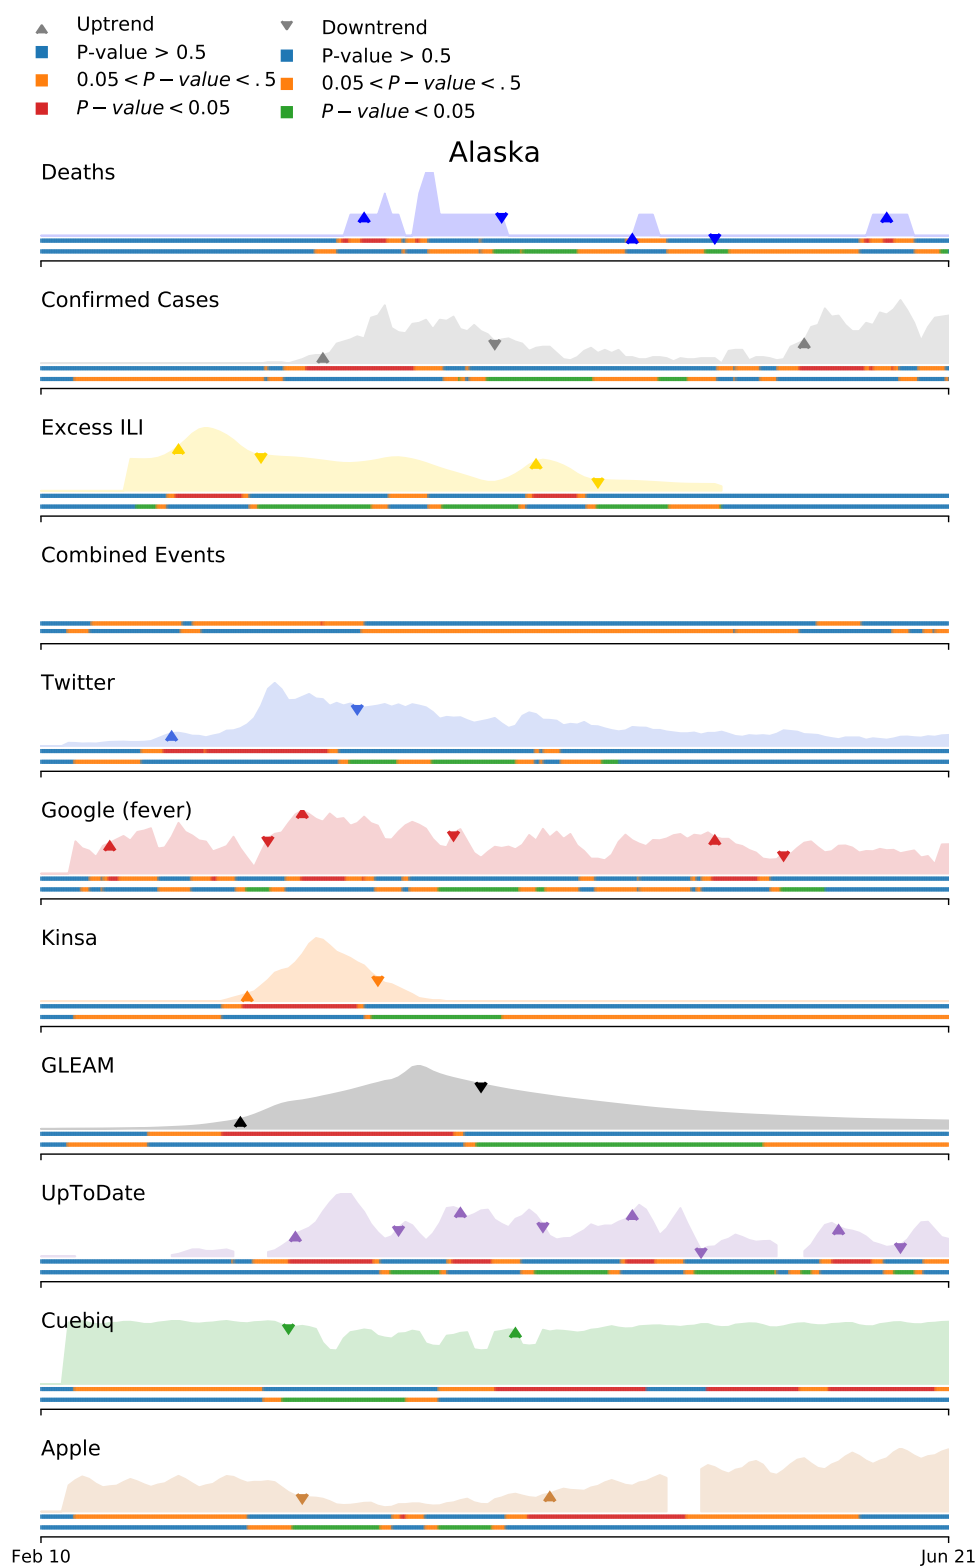 Uptrend
P-value > 0.5
0.05 < P − value < .5
P − value < 0.05
Downtrend
P-value > 0.5
0.05 < P − value < .5
P − value < 0.05
Alaska
Deaths
Confirmed Cases
Excess ILI
Combined Events
Twitter
Google (fever)
Kinsa
GLEAM
UpToDate
Cuebiq
Apple
Feb 10
Jun 21